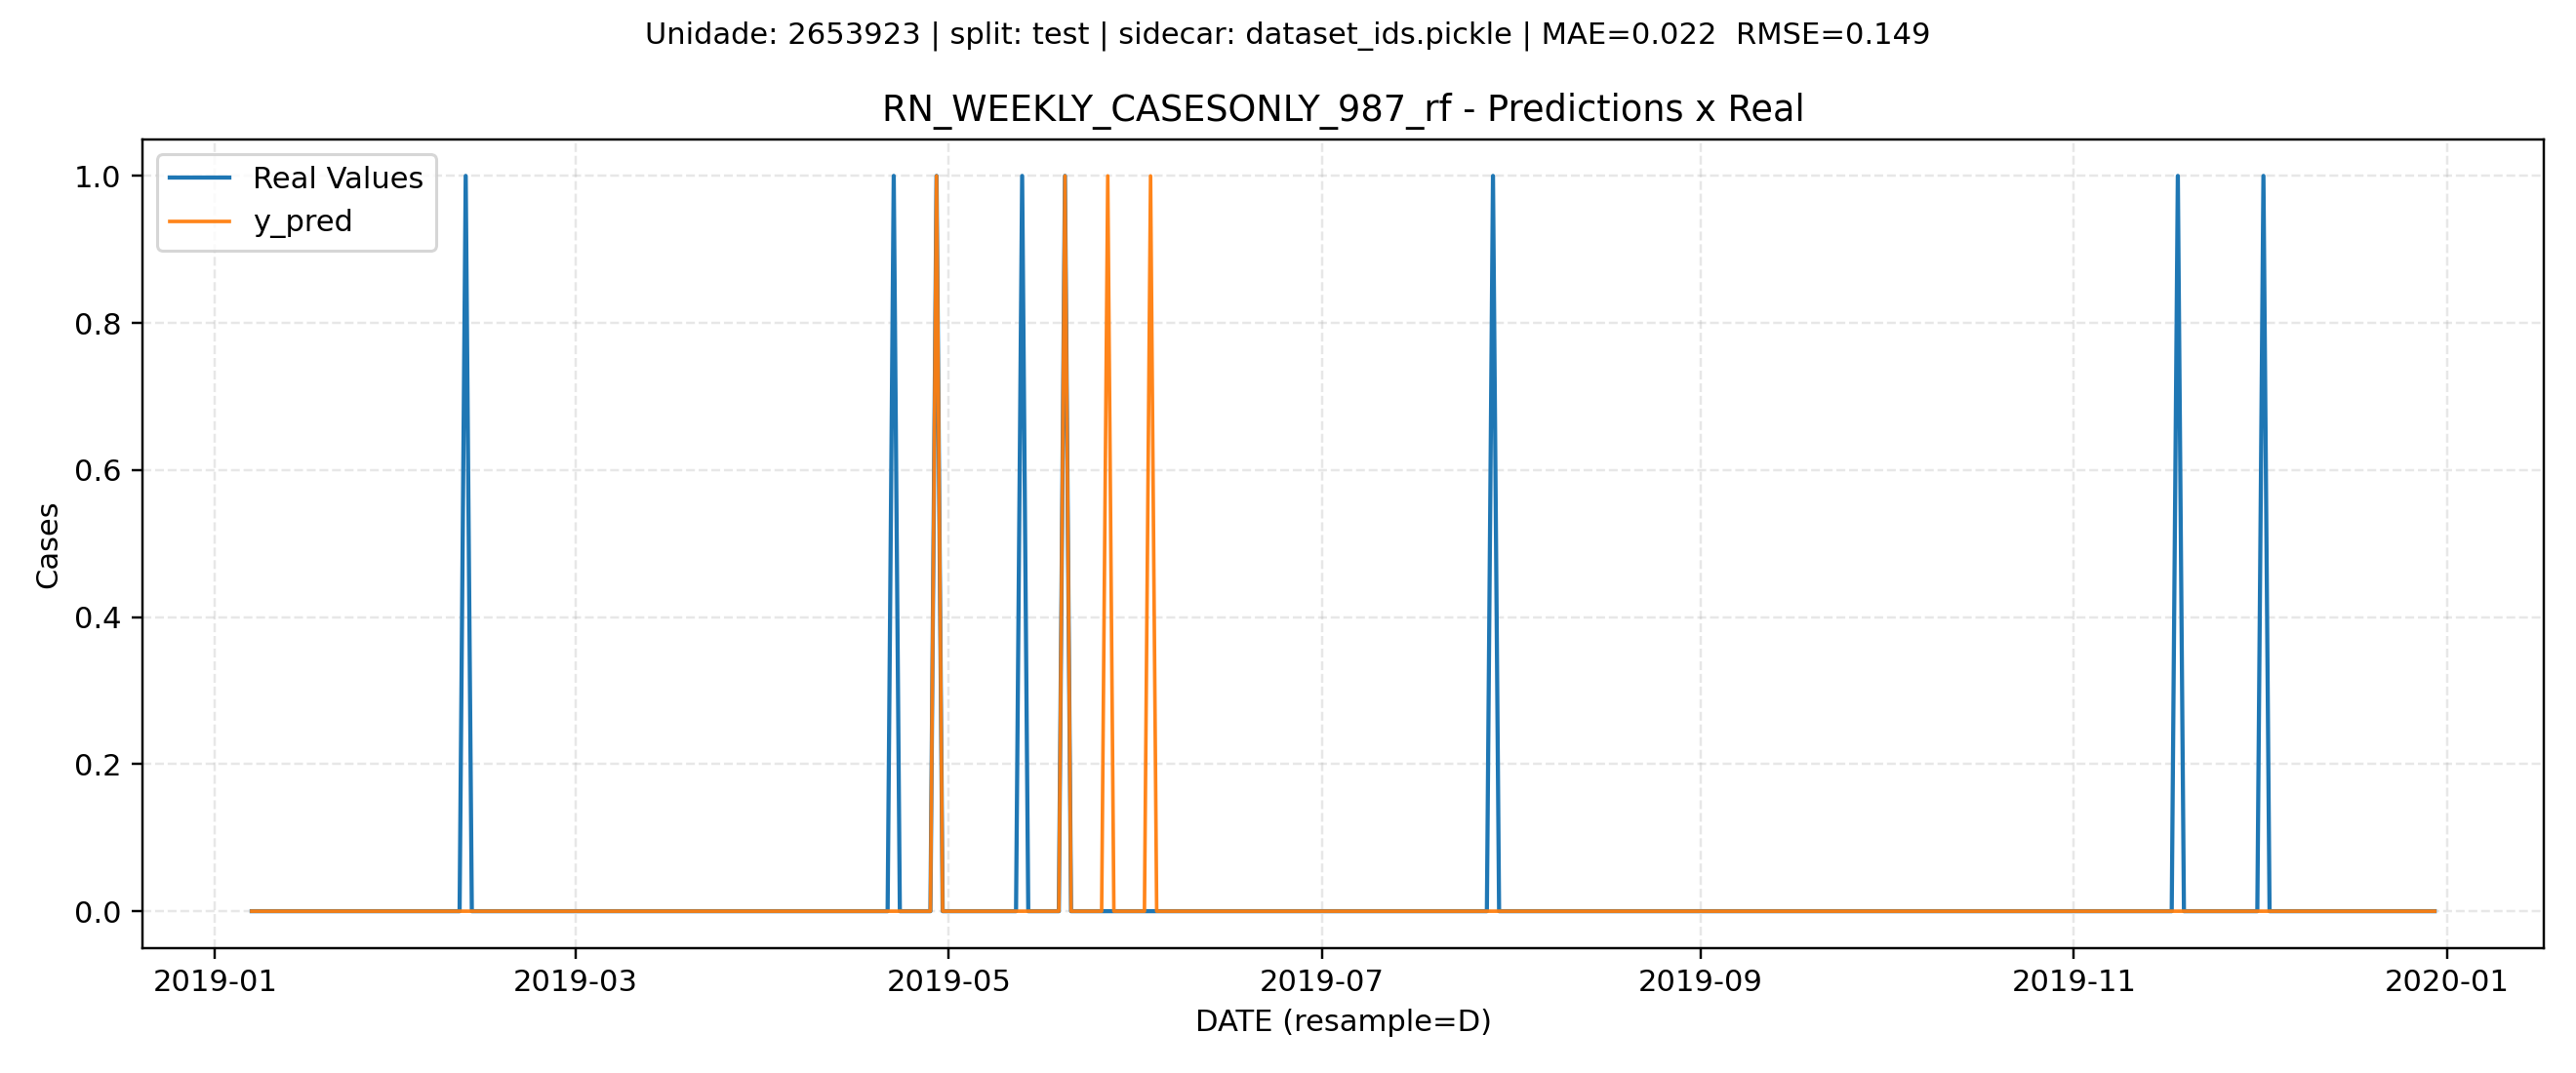 Unidade: 2653923 | split: test | sidecar: dataset_ids.pickle | MAE=0.022  RMSE=0.149
RN_WEEKLY_CASESONLY_987_rf - Predictions x Real
Real Values
y_pred
Cases
1.0
0.8
0.6
0.4
0.2
0.0
2019-01 2019-03 2019-05 2019-07 2019-09 2019-11 2020-01
DATE (resample=D)